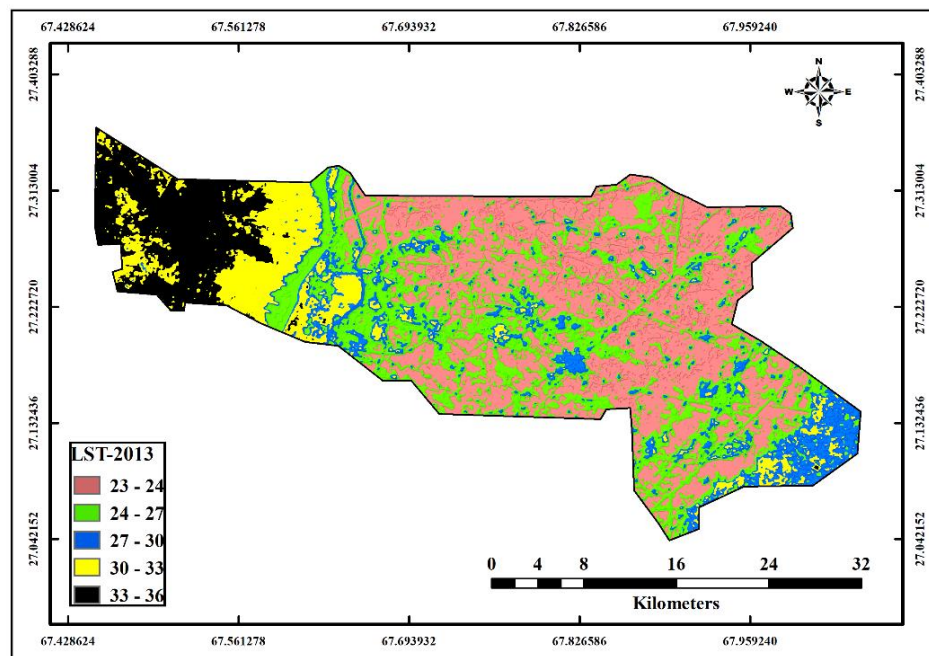 67.428624 67.561278 67.693932 67.826586 67.959240
27.403288 27.403288
N
W E
S
27.313004 27.313004
27.222720 27.222720
27.132436 27.132436
27.042152 27.042152
LST-2013
23 - 24
24 - 27
27 - 30
30 - 33
33 - 36
0 4 8 16 24 32
Kilometers
67.428624 67.561278 67.693932 67.826586 67.959240